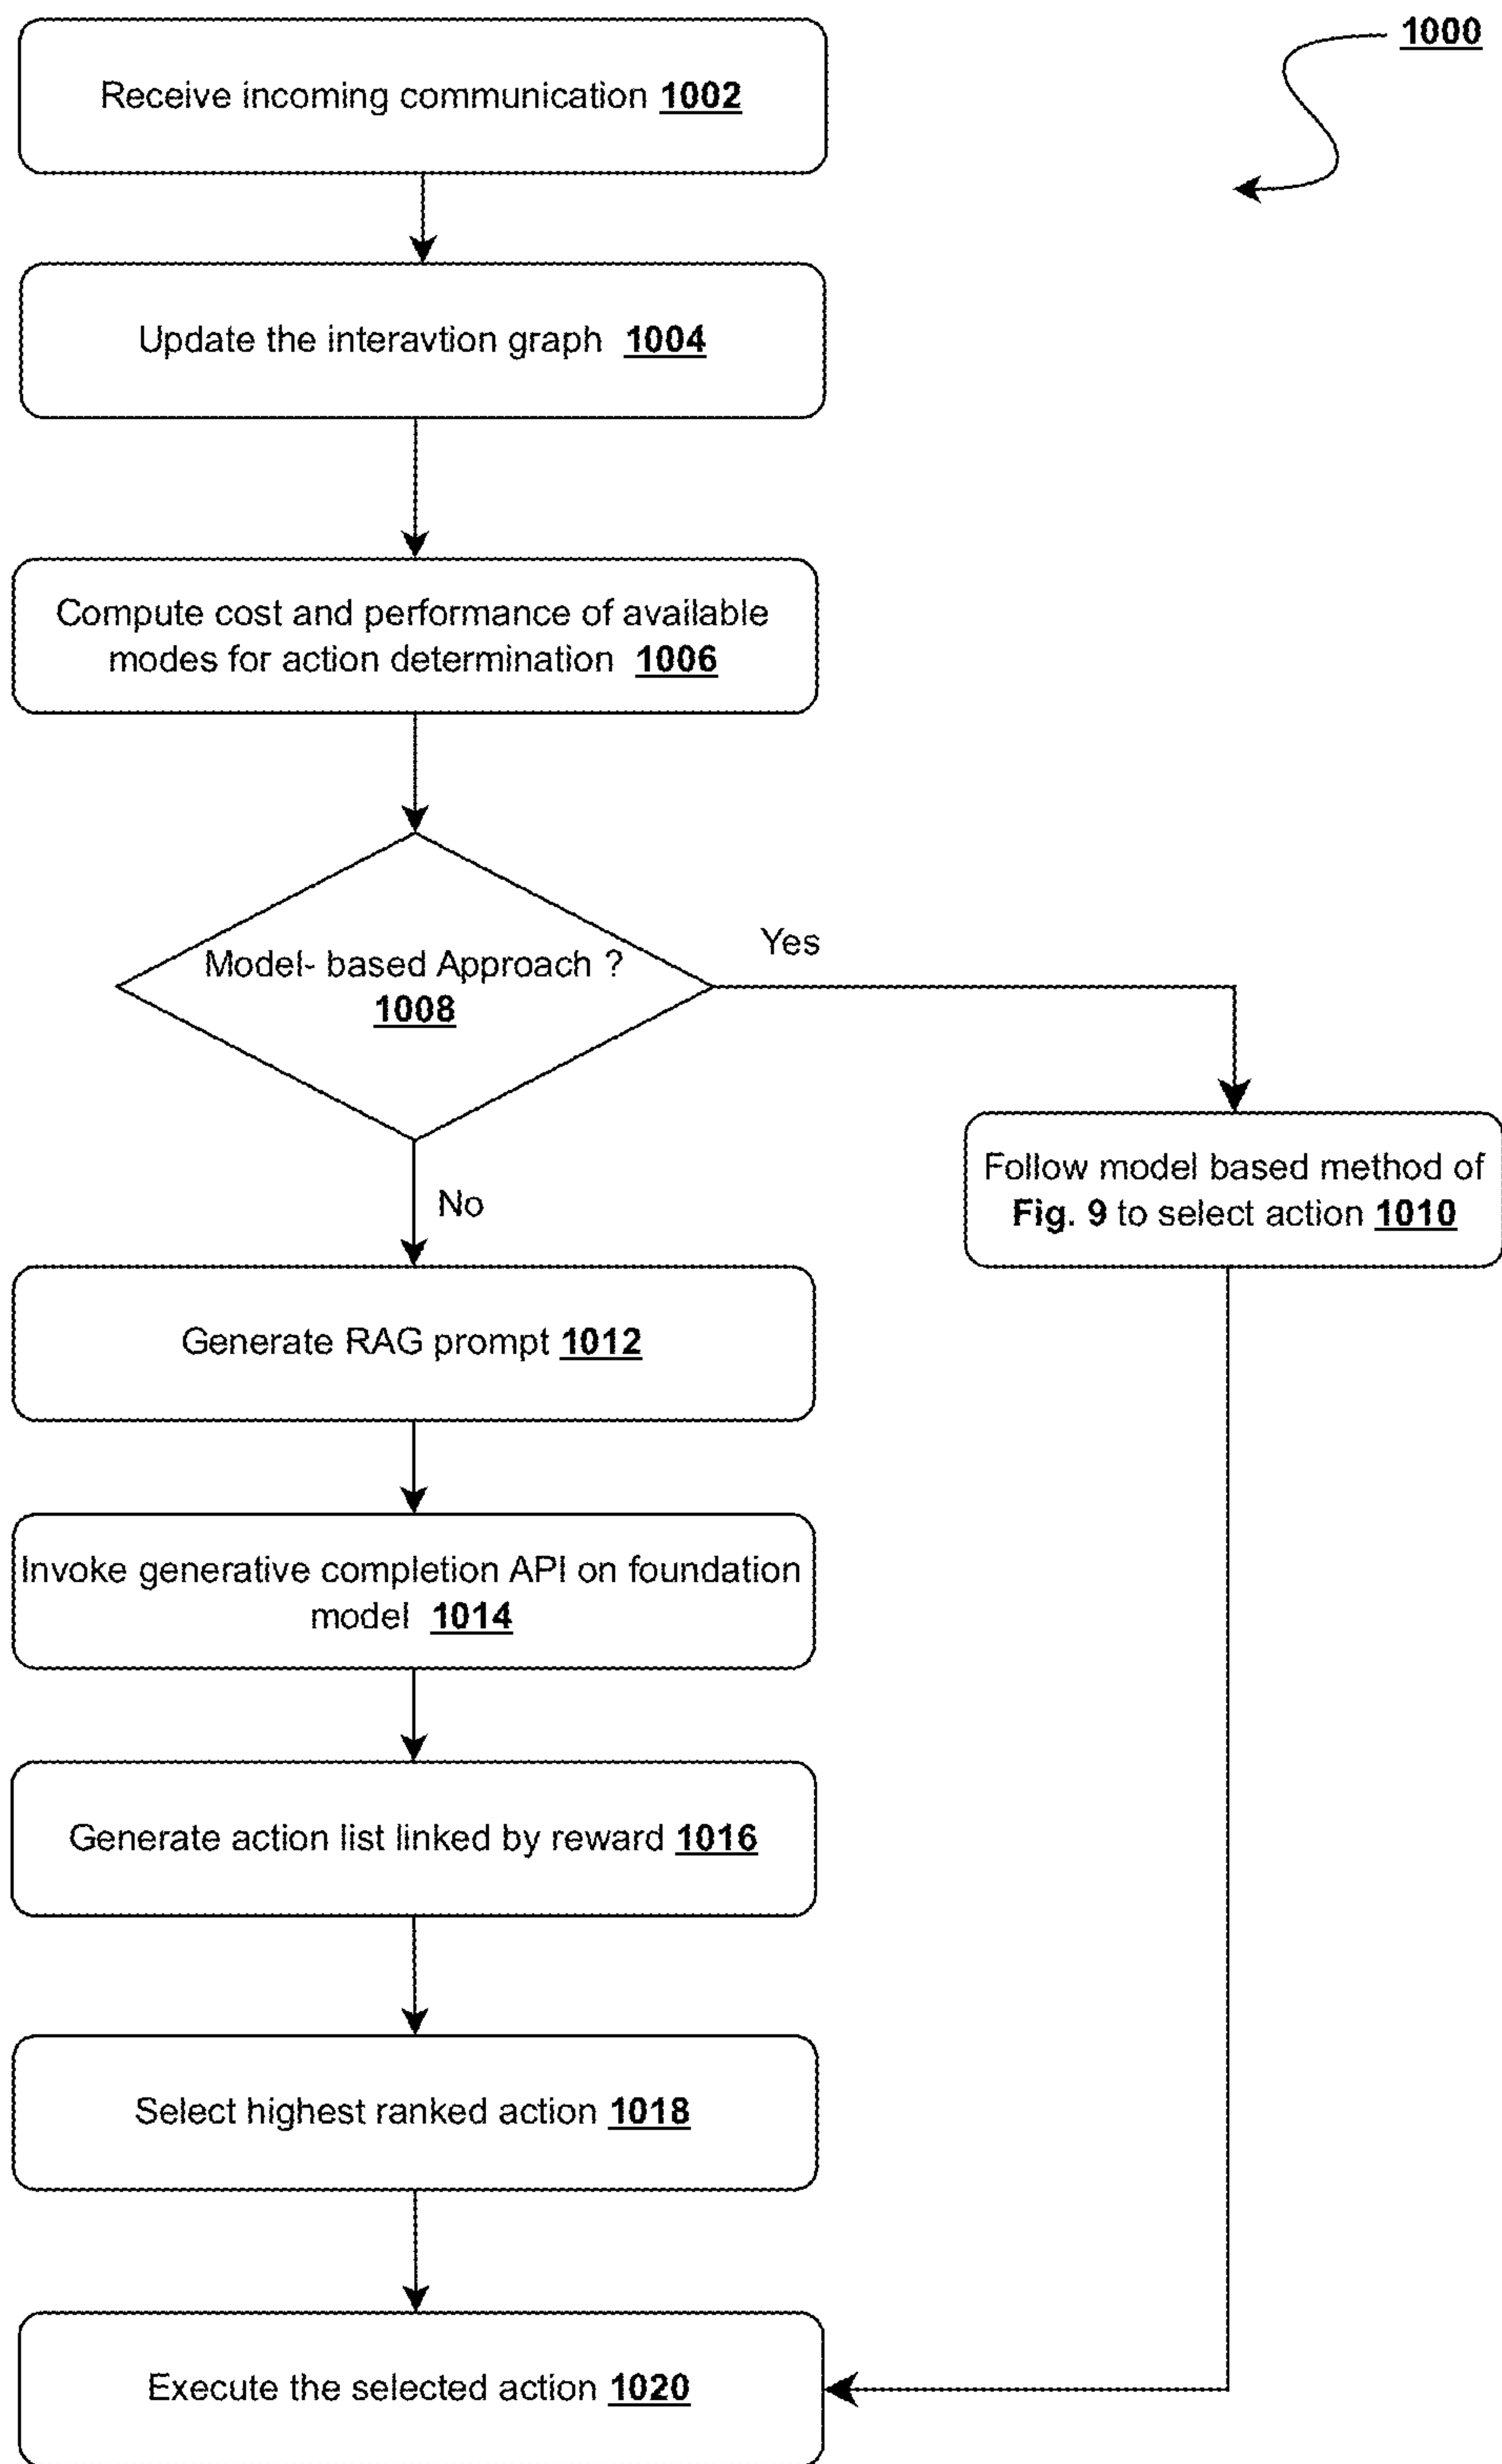 1000
Receive incoming communication 1002
Update the interavtion graph 1004
Compute cost and performance of available
modes for action determination 1006
Model- based Approach ?
1008
Yes
No
Follow model based method of
Fig. 9 to select action 1010
Generate RAG prompt 1012
Invoke generative completion API on foundation
model 1014
Generate action list linked by reward 1016
Select highest ranked action 1018
Execute the selected action 1020